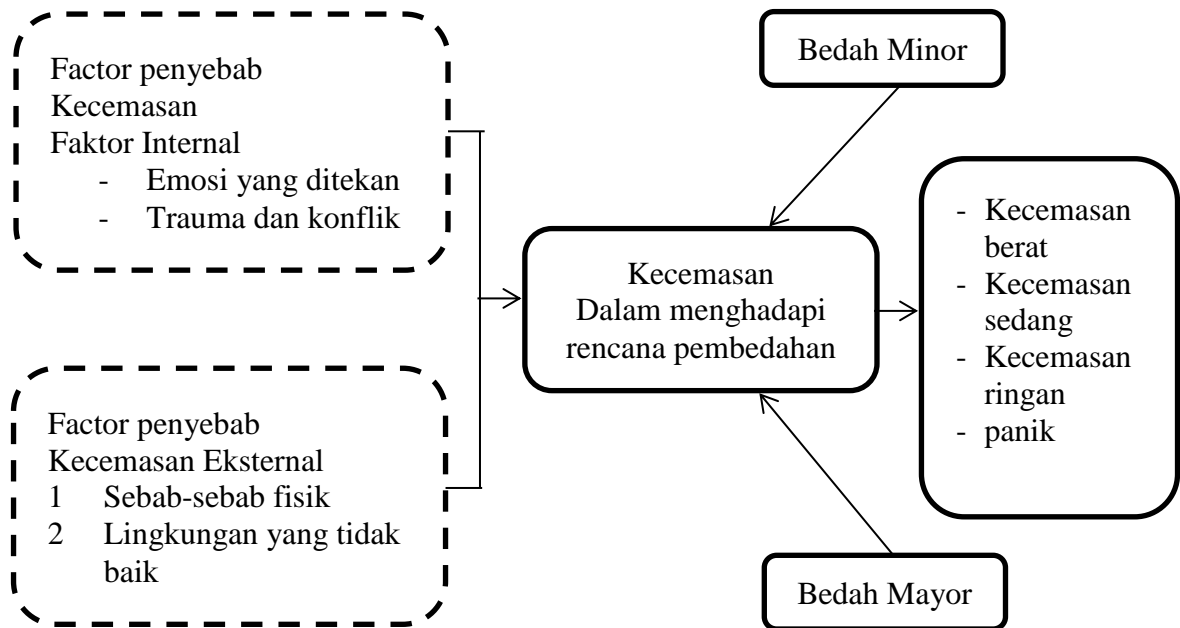 Factor penyebab
Kecemasan
Faktor Internal
- Emosi yang ditekan
- Trauma dan konflik
Factor penyebab
Kecemasan Eksternal
1 Sebab-sebab fisik
2 Lingkungan yang tidak
baik
Bedah Minor
Kecemasan
Dalam menghadapi
rencana pembedahan
Bedah Mayor
- Kecemasan
berat
- Kecemasan
sedang
- Kecemasan
ringan
- panik